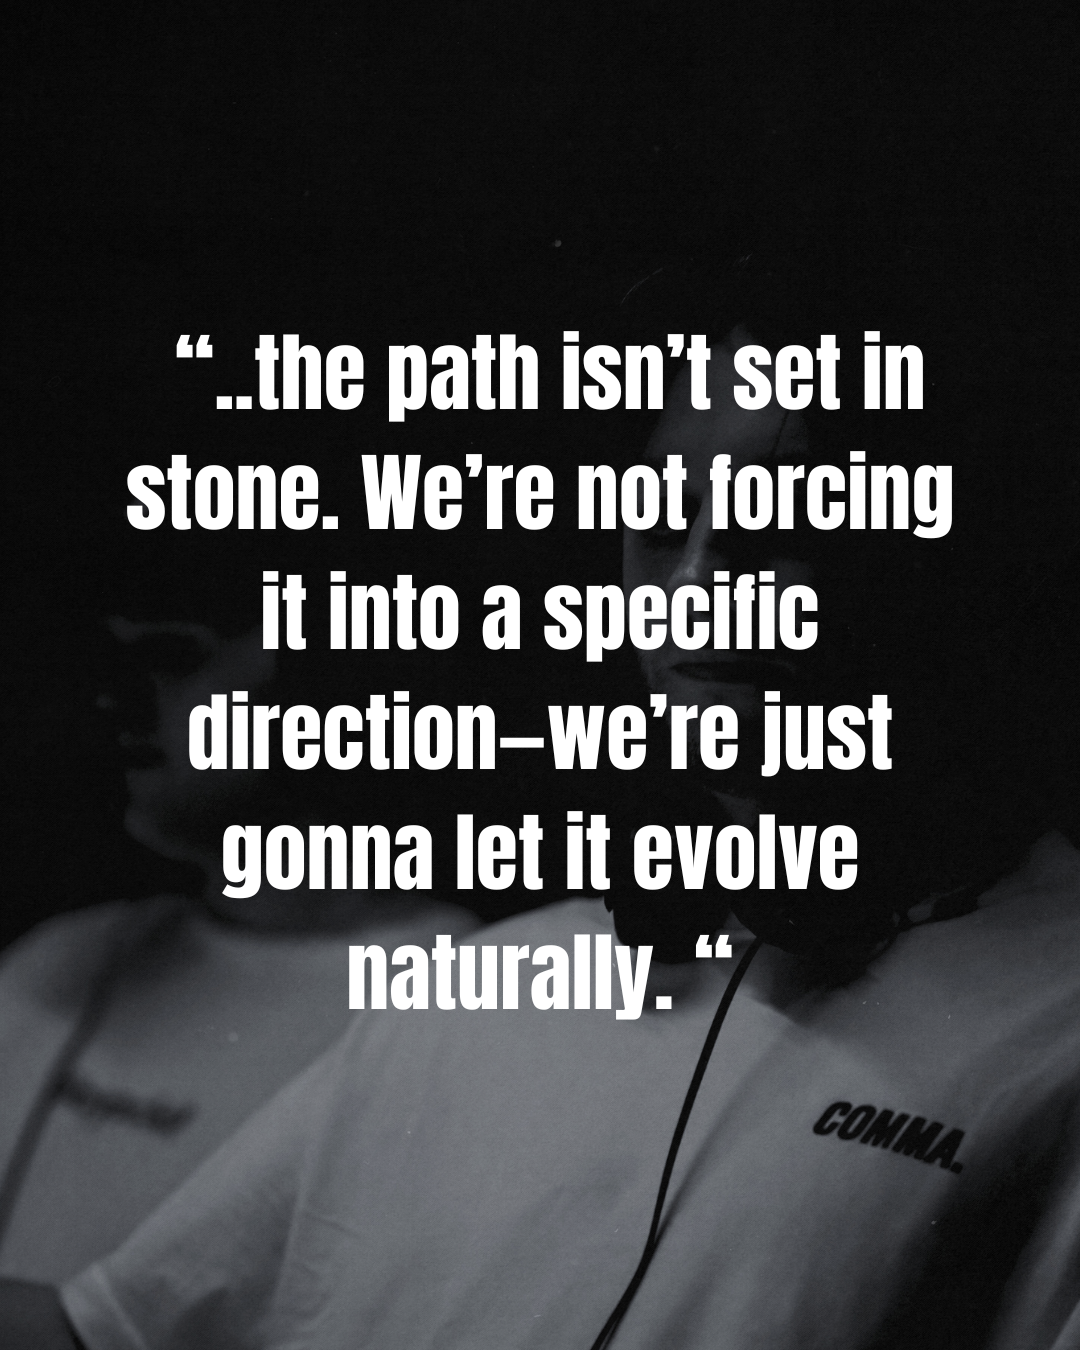 “..the path isn’t set in
stone. We’re not forcing
it into a specific
direction—we’re just
gonna let it evolve
naturally. “
COMMA.